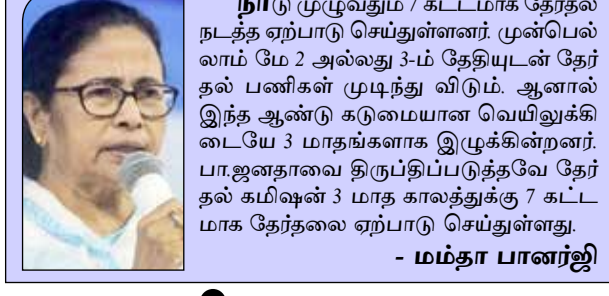 நாடு முழுவதும் 7 கட்டமாக தேர்தல்
நடத்த ஏற்பாடு செய்துள்ளனர். முன்பெல்
லாம் மே 2 அல்லது 3-ம் தேதியுடன் தேர்
தல் பணிகள் முடிந்து விடும். ஆனால்
இந்த ஆண்டு கடுமையான வெயிலுக்கி
டையே 3 மாதங்களாக இழுக்கின்றனர்.
பா.ஜனதாவை திருப்திப்படுத்தவே தேர்
தல் கமிஷன் 3 மாத காலத்துக்கு 7 கட்ட
மாக தேர்தலை ஏற்பாடு செய்துள்ளது.
- மம்தா பானர்ஜி